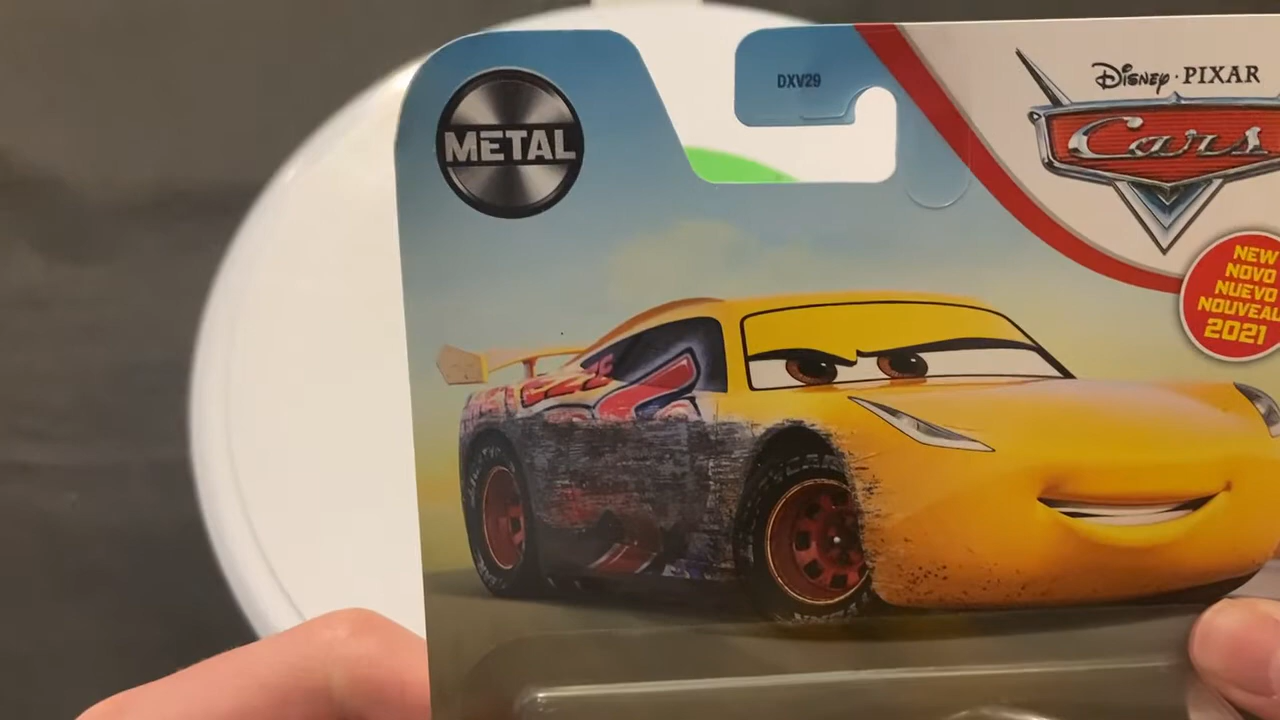 METAL
DXV29
DISNEY · PIXAR
Cars
NEW
NOVO
NUEVO
NOUVEAU
2021